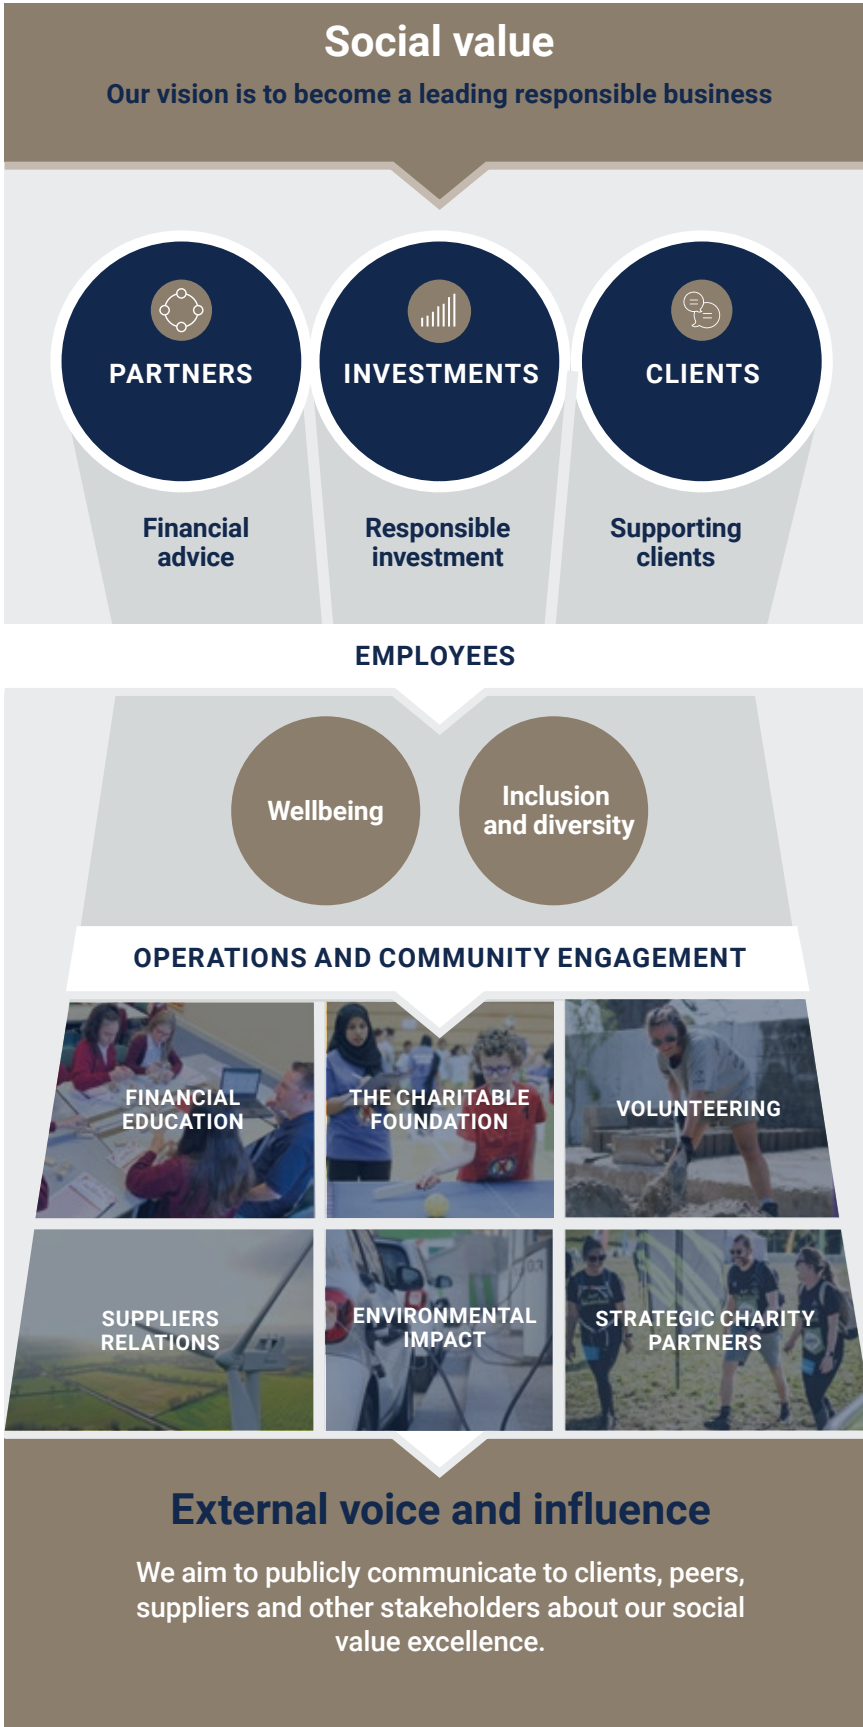 Social value
Our vision is to become a leading responsible business
PARTNERS
INVESTMENTS
CLIENTS
Financial
advice
Responsible
investment
Supporting
clients
EMPLOYEES
Wellbeing
Inclusion
and diversity
OPERATIONS AND COMMUNITY ENGAGEMENT
FINANCIAL
EDUCATION
THE CHARITABLE
FOUNDATION
VOLUNTEERING
SUPPLIERS
RELATIONS
ENVIRONMENTAL
IMPACT
STRATEGIC CHARITY
PARTNERS
External voice and influence
We aim to publicly communicate to clients, peers,
suppliers and other stakeholders about our social
value excellence.